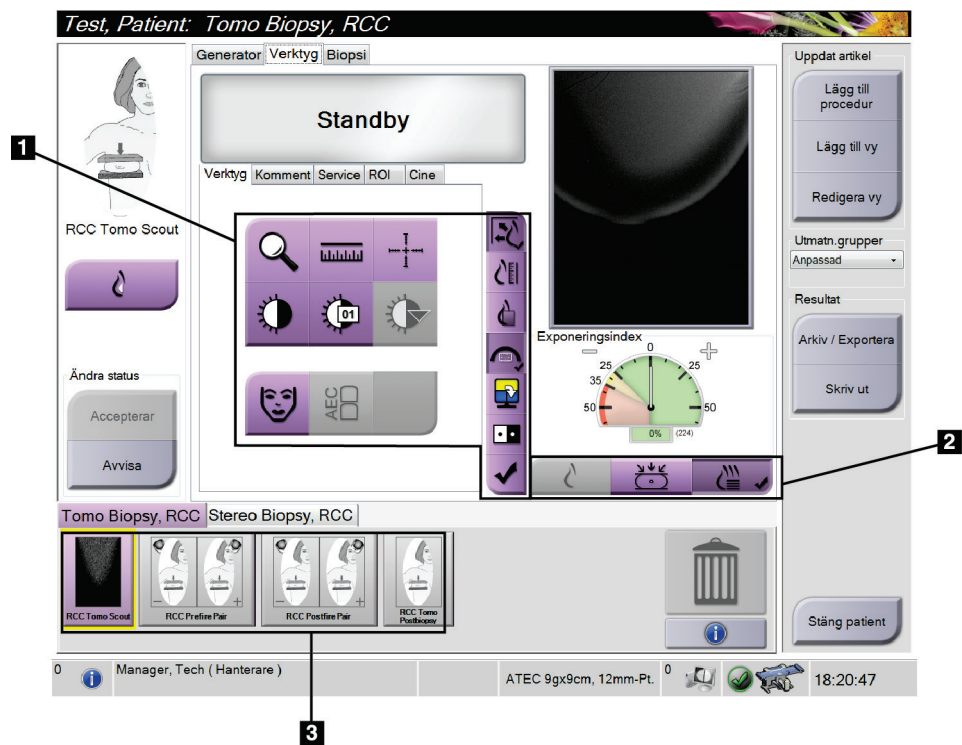 Test, Patient: Tomo Biopsy, RCC
Generator Verktyg Biopsi
Standby
Verktyg Komment Service ROI Cine
1
RCC Tomo Scout
01
AEC
Ändra status
Accepterar
Avvisa
Exponeringsindex
0
25 25
35
50 50
0% (224)
2
Uppdat artikel
Lägg till
procedur
Lägg till vy
Redigera vy
Utmatn.grupper
Anpassad
Resultat
Arkiv / Exportera
Skriv ut
Tomo Biopsy, RCC Stereo Biopsy, RCC
RCC Tomo Scout
RCC Prefire Pair
RCC Postfire Pair
RCC Tomo
Postbiopsy
Stäng patient
0 Manager, Tech ( Hanterare ) ATEC 9gx9cm, 12mm-Pt. 0 18:20:47
3